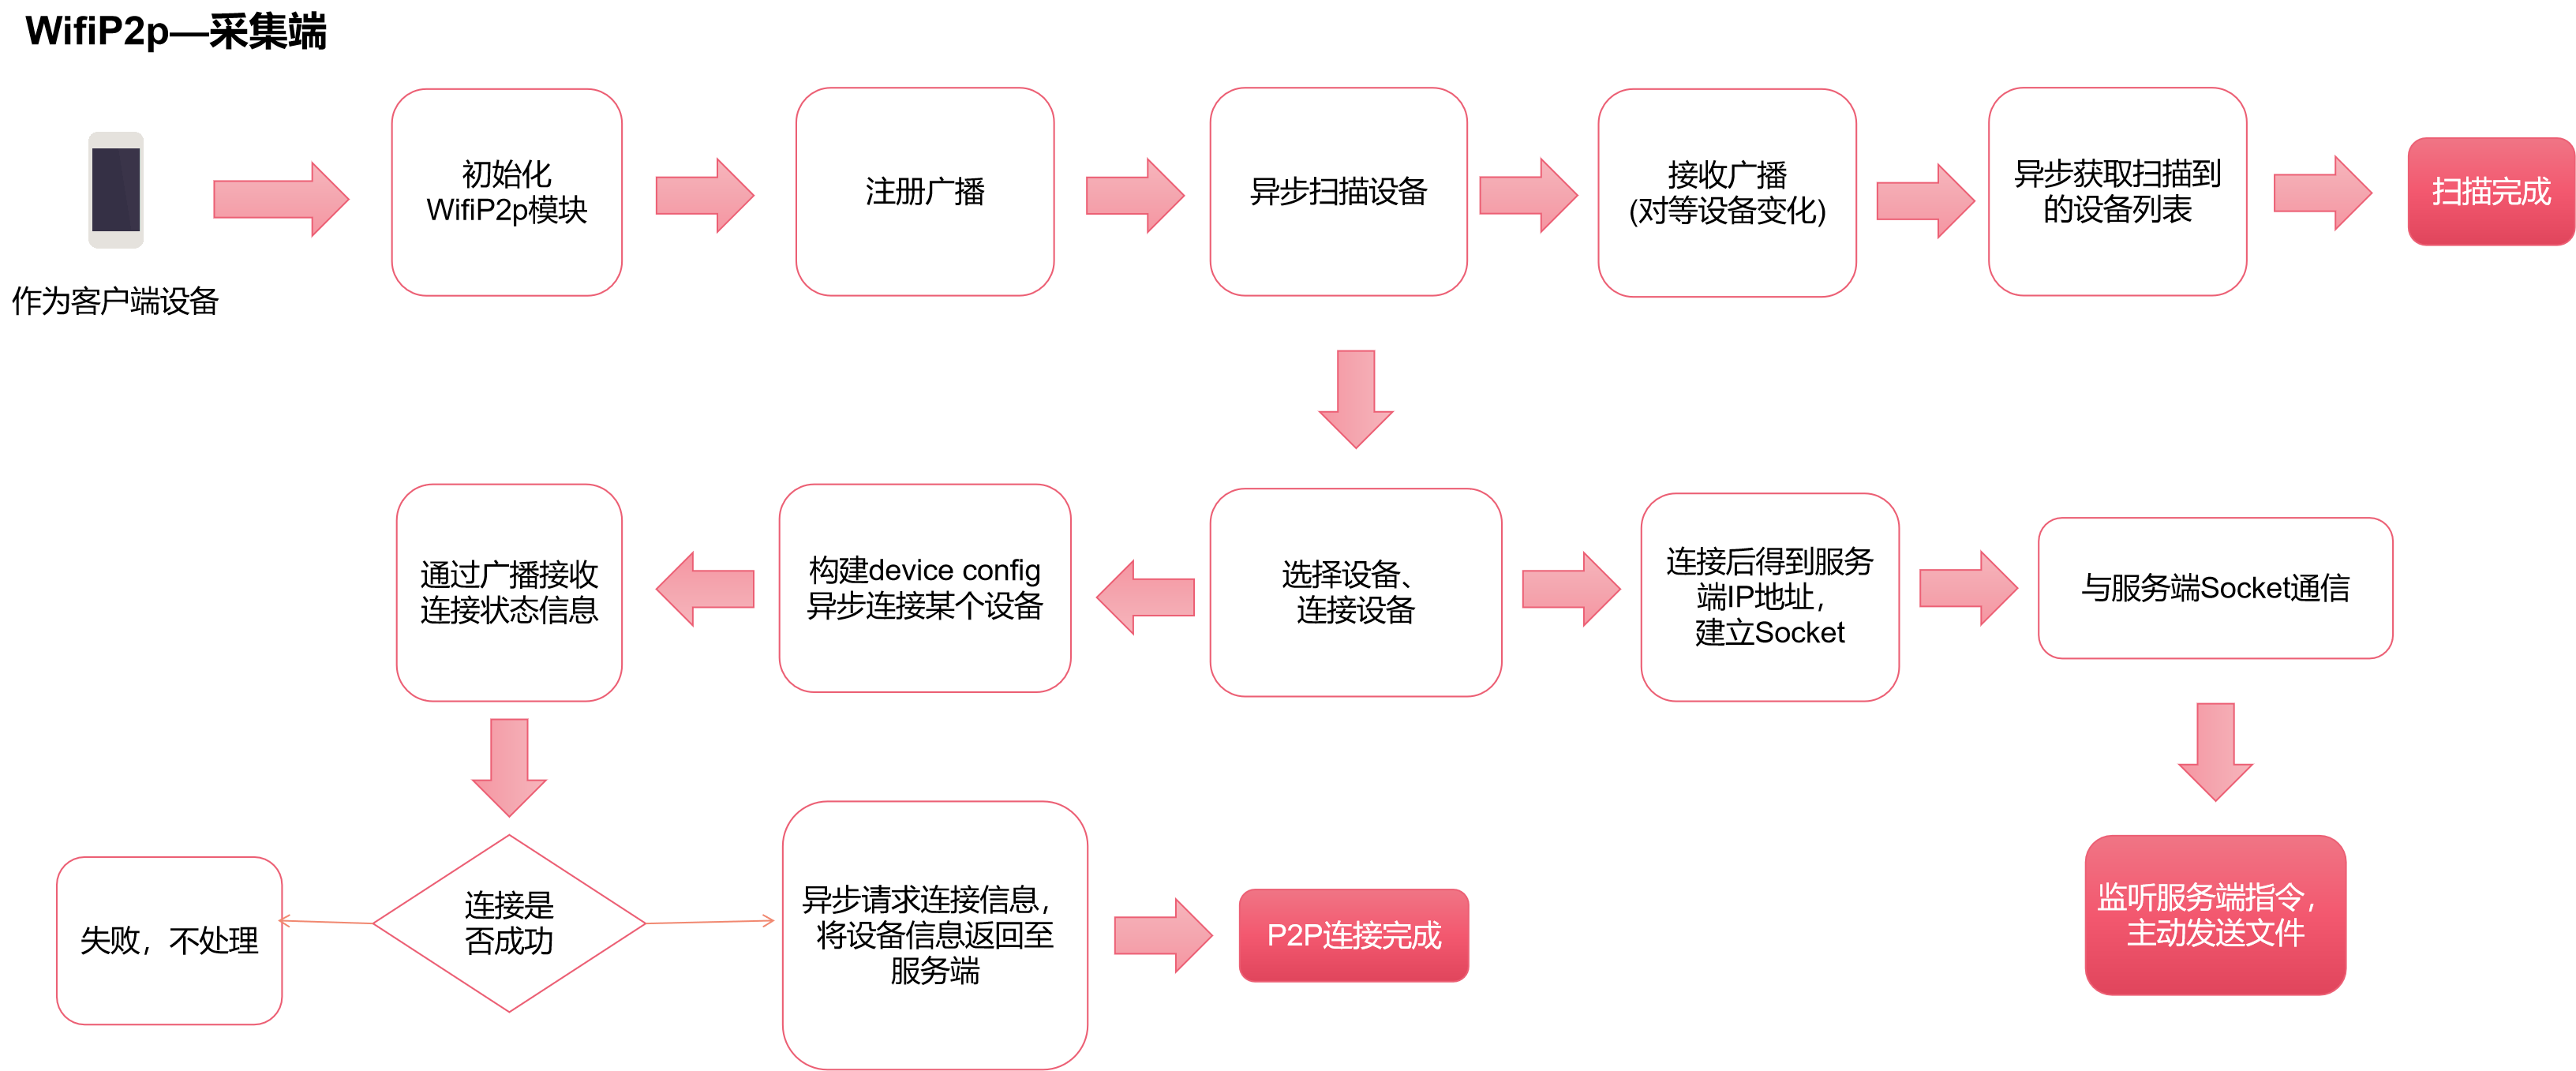 WifiP2p—采集端
作为客户端设备
初始化
WifiP2p模块
注册广播
异步扫描设备
接收广播
(对等设备变化)
异步获取扫描到
的设备列表
扫描完成
通过广播接收
连接状态信息
构建device config
异步连接某个设备
选择设备、
连接设备
连接后得到服务
端IP地址，
建立Socket
与服务端Socket通信
失败，不处理
连接是
否成功
异步请求连接信息，
将设备信息返回至
服务端
P2P连接完成
监听服务端指令，
主动发送文件